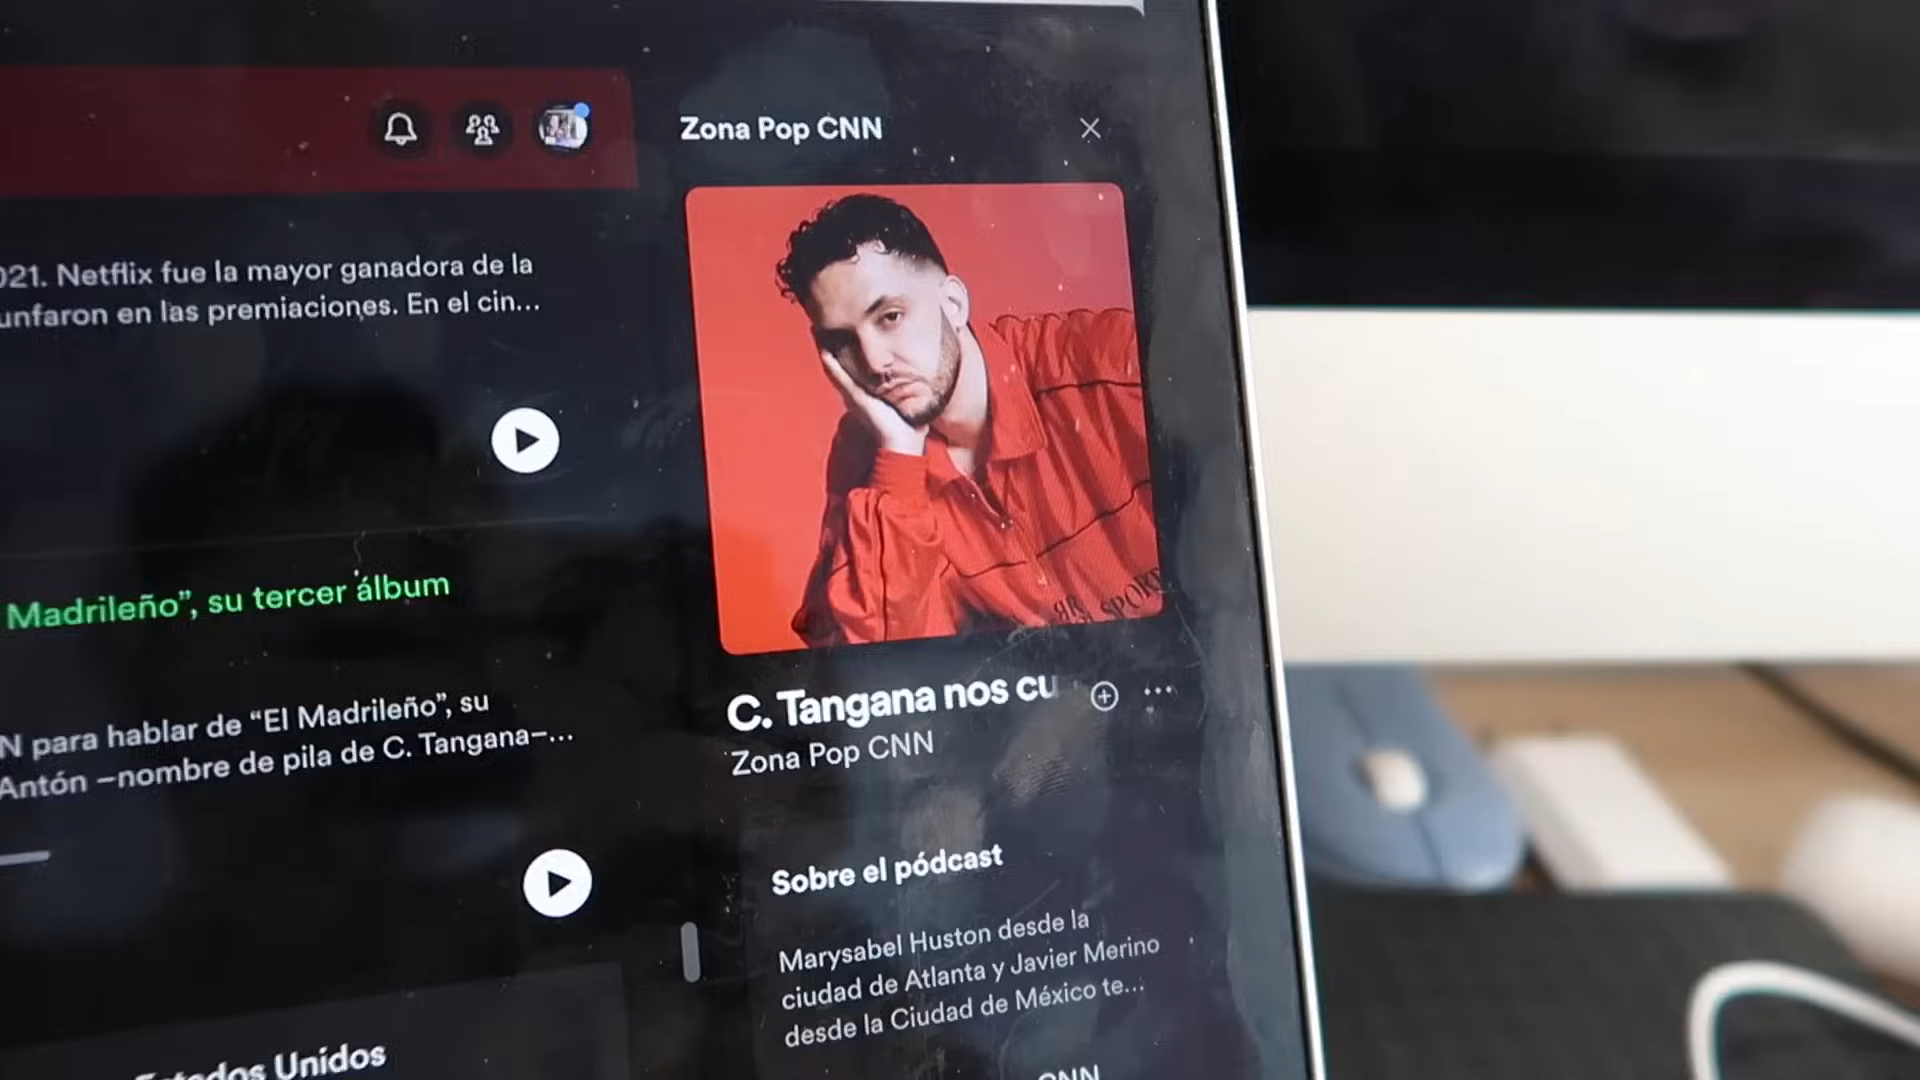 Zona Pop CNN
021. Netflix fue la mayor ganadora de la
unfaron en las premiaciones. En el cin...
Madrileño”, su tercer álbum
N para hablar de “El Madrileño”, su
Antón –nombre de pila de C. Tangana–...
Estados Unidos
SPORT
C. Tangana nos cu
Zona Pop CNN
Sobre el pódcast
Marysabel Huston desde la
ciudad de Atlanta y Javier Merino
desde la Ciudad de México te...
CNN